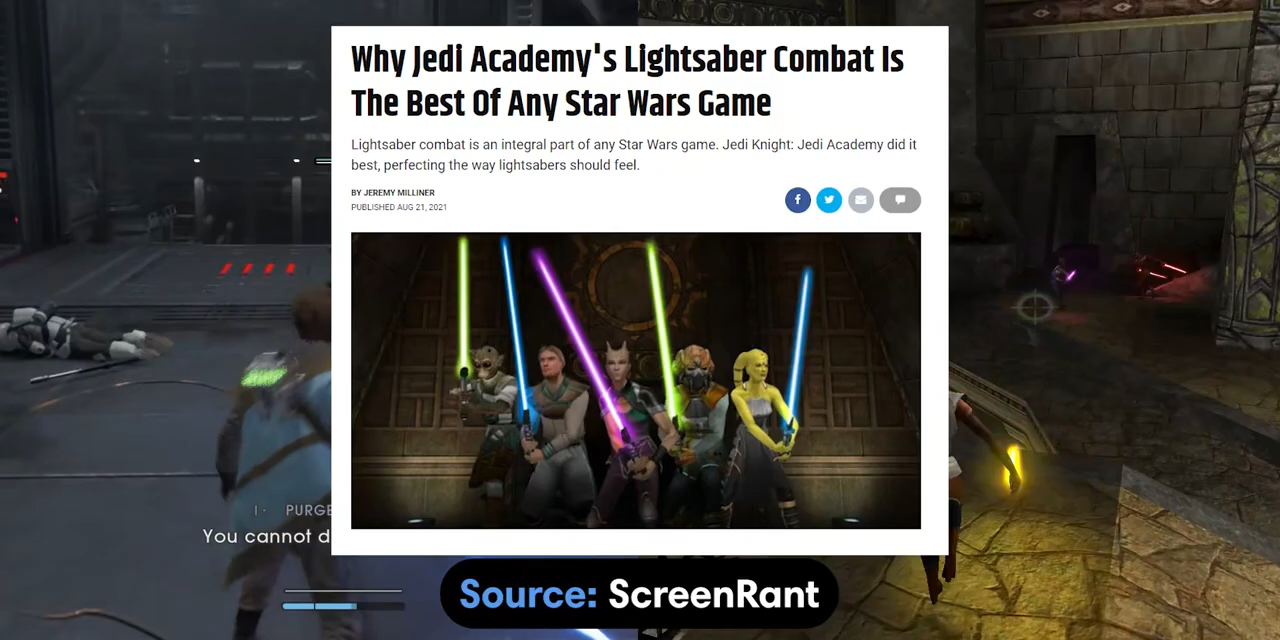 Why Jedi Academy's Lightsaber Combat Is
The Best Of Any Star Wars Game
Lightsaber combat is an integral part of any Star Wars game. Jedi Knight: Jedi Academy did it
best, perfecting the way lightsabers should feel.
BY JEREMY MILLINER
PUBLISHED AUG 21, 2021
PURGE
You cannot d
Source: ScreenRant